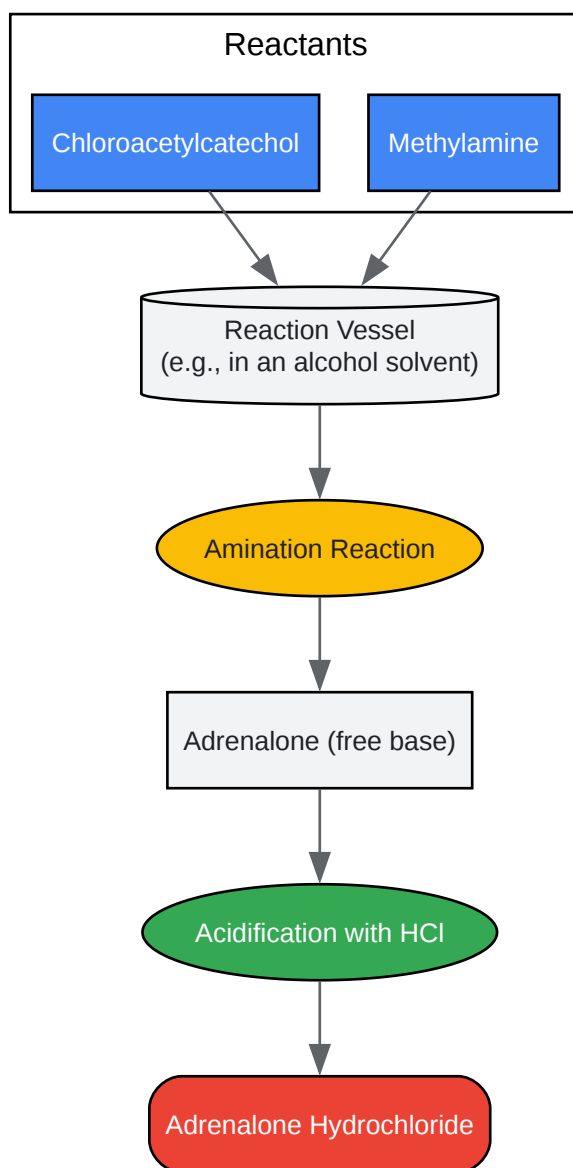 Reactants
Chloroacetylcatechol
Methylamine
Reaction Vessel
(e.g., in an alcohol solvent)
Amination Reaction
Adrenalone (free base)
Acidification with HCl
Adrenalone Hydrochloride